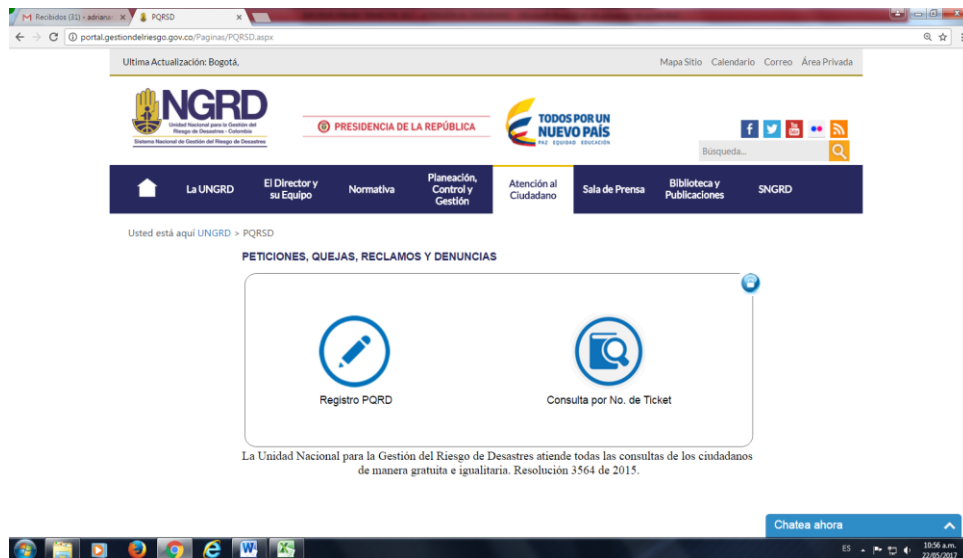 Recibidos (31) - adriana
PQRSD
portal.gestiondelriesgo.gov.co/Paginas/PQRSD.aspx
Ultima Actualización: Bogotá,
Mapa Sitio Calendario Correo Área Privada
NGRD
Unidad Nacional para la Gestión del
Riesgo de Desastres - Colombia
Sistema Nacional de Gestión del Riesgo de Desastres
PRESIDENCIA DE LA REPÚBLICA
TODOS POR UN
NUEVO PAÍS
PAZ EQUIDAD EDUCACIÓN
Búsqueda...
La UNGRD
El Director y
su Equipo
Normativa
Planeación,
Control y
Gestión
Atención al
Ciudadano
Sala de Prensa
Biblioteca y
Publicaciones
SNGRD
Usted está aquí UNGRD > PQRSD
PETICIONES, QUEJAS, RECLAMOS Y DENUNCIAS
Registro PQRD
Consulta por No. de Ticket
La Unidad Nacional para la Gestión del Riesgo de Desastres atiende todas las consultas de los ciudadanos
de manera gratuita e igualitaria. Resolución 3564 de 2015.
Chatea ahora
ES
10:56 a.m.
22/05/2017